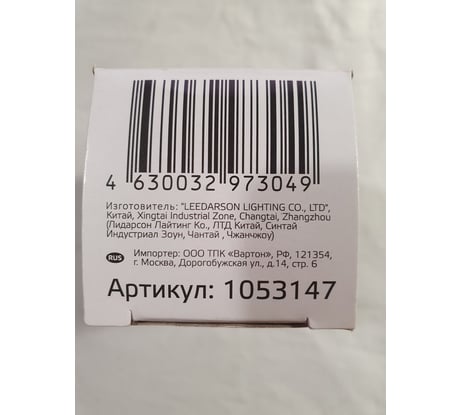 4 630032 973049
Изготовитель: "LEEDARSON LIGHTING CO., LTD",
Китай, Xingtai Industrial Zone, Changtai, Zhangzhou
(Лидарсон Лайтинг Ко., ЛТД Китай, Синтай
Индустриал Зоун, Чантай , Чжанчжоу)
RUS Импортер: ООО ТПК «Вартон», РФ, 121354,
г. Москва, Дорогобужская ул., д.14, стр. 6
Артикул: 1053147